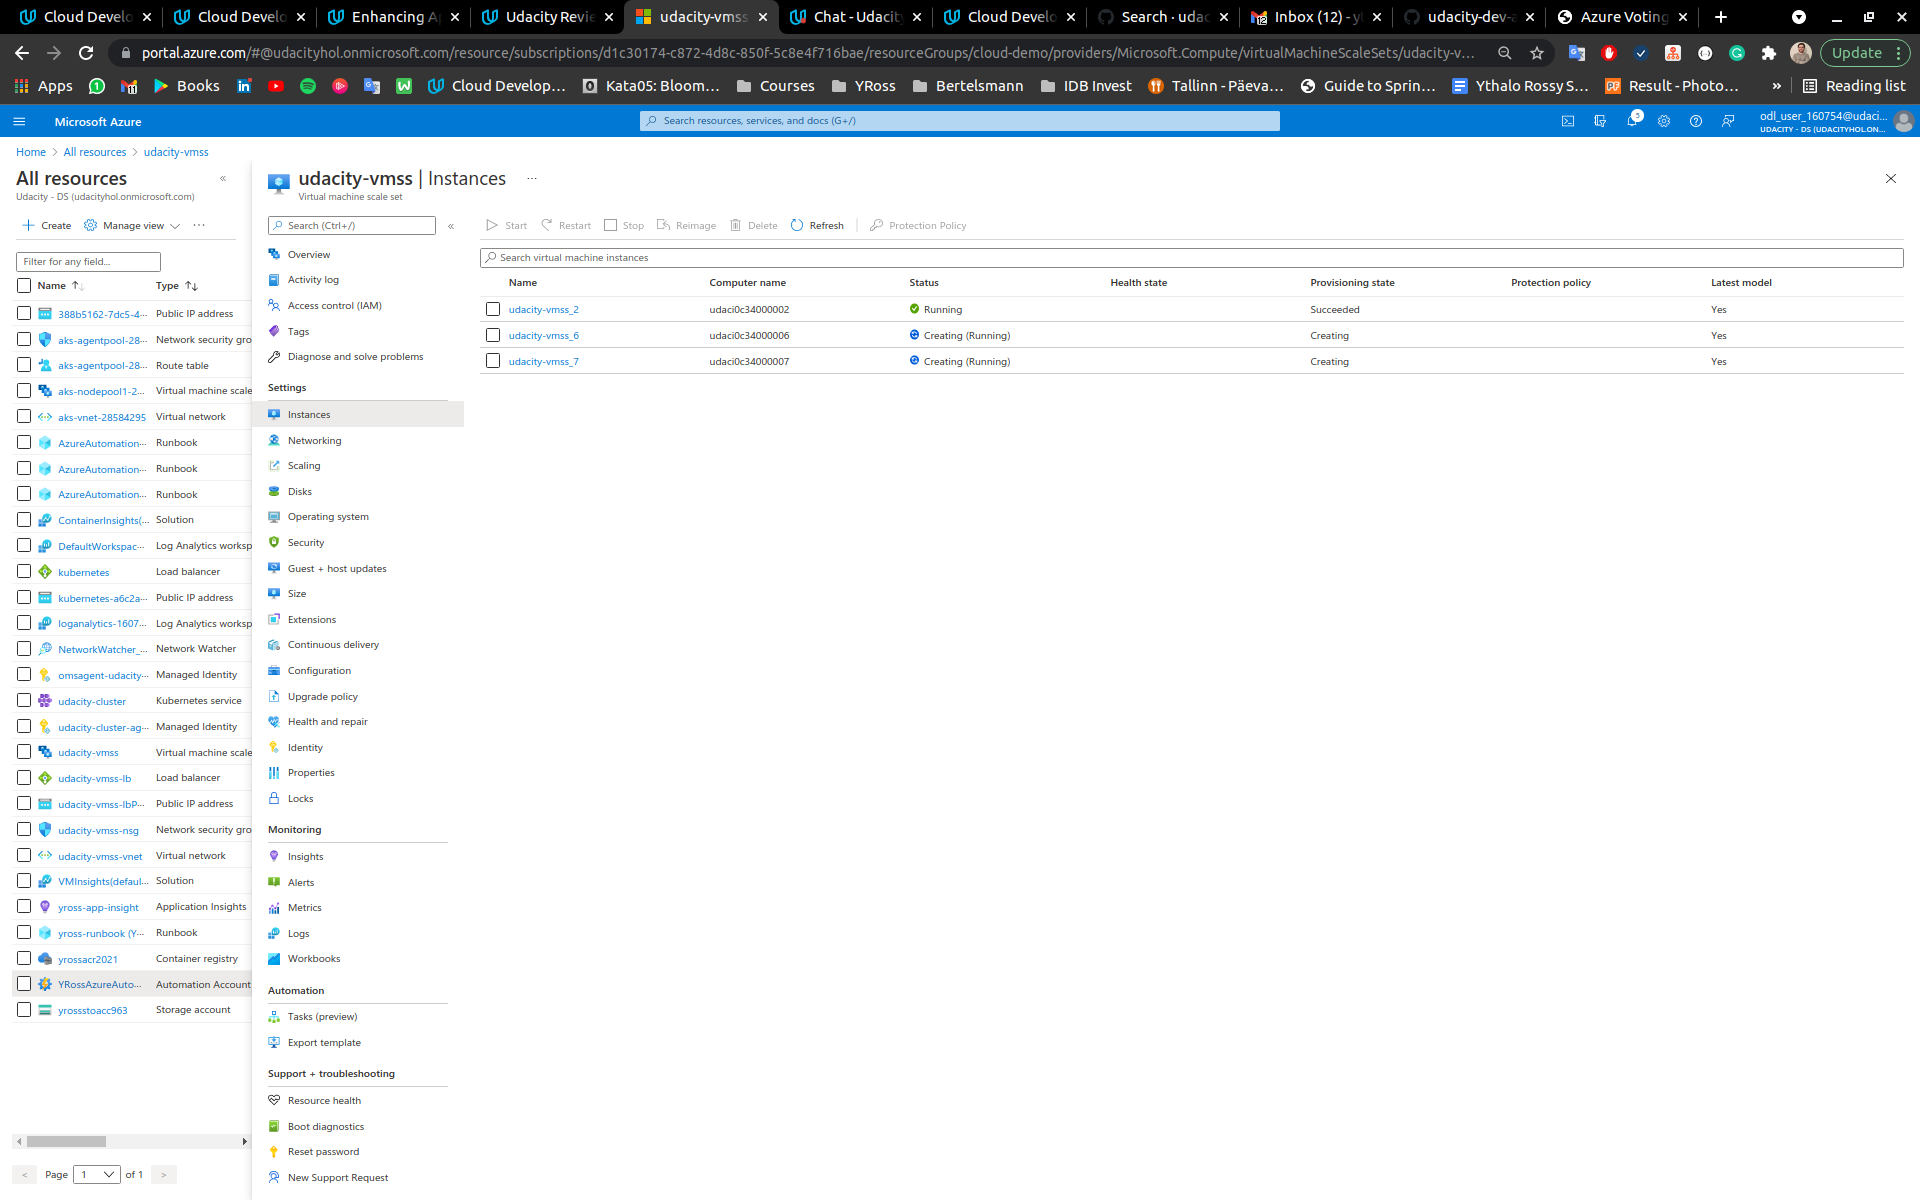 Cloud Develo
Cloud Develo
Enhancing A
Udacity Revie
udacity-vmss
Chat - Udacity
Cloud Develo
Search · udac
Inbox (12) - y
udacity-dev-a
Azure Voting
portal.azure.com/#@udacityhol.onmicrosoft.com/resource/subscriptions/d1c30174-c872-4d8c-850f-5c8e4f716bae/resourceGroups/cloud-demo/providers/Microsoft.Compute/virtualMachineScaleSets/udacity-v...
Update
Apps
Books
Cloud Develop...
Kata05: Bloom...
Courses
YRoss
Bertelsmann
IDB Invest
Tallinn - Päeva...
Guide to Sprin...
Ythalo Rossy S...
Result - Photo...
»
Reading list
Microsoft Azure
Search resources, services, and docs (G+/)
5
odl_user_160754@udaci...
UDACITY - DS (UDACITYHOL.ON...
Home > All resources > udacity-vmss
All resources
Udacity - DS (udacityhol.onmicrosoft.com)
Create
Manage view
Filter for any field...
Name
Type
388b5162-7dc5-4... Public IP address
aks-agentpool-28... Network security gro
aks-agentpool-28... Route table
aks-nodepool1-2... Virtual machine scale
aks-vnet-28584295 Virtual network
AzureAutomation... Runbook
AzureAutomation... Runbook
AzureAutomation... Runbook
ContainerInsights(... Solution
DefaultWorkspac... Log Analytics worksp
kubernetes Load balancer
kubernetes-a6c2a... Public IP address
loganalytics-1607... Log Analytics worksp
NetworkWatcher_... Network Watcher
omsagent-udacity... Managed Identity
udacity-cluster Kubernetes service
udacity-cluster-ag... Managed Identity
udacity-vmss Virtual machine scale
udacity-vmss-lb Load balancer
udacity-vmss-lbP... Public IP address
udacity-vmss-nsg Network security gro
udacity-vmss-vnet Virtual network
VMInsights(defaul... Solution
yross-app-insight Application Insights
yross-runbook (Y... Runbook
yrossacr2021 Container registry
YRossAzureAuto... Automation Account
yrossstoacc963 Storage account
< Page 1 of 1 >
udacity-vmss | Instances
...
Virtual machine scale set
Search (Ctrl+/)
Overview
Activity log
Access control (IAM)
Tags
Diagnose and solve problems
Settings
Instances
Networking
Scaling
Disks
Operating system
Security
Guest + host updates
Size
Extensions
Continuous delivery
Configuration
Upgrade policy
Health and repair
Identity
Properties
Locks
Monitoring
Insights
Alerts
Metrics
Logs
Workbooks
Automation
Tasks (preview)
Export template
Support + troubleshooting
Resource health
Boot diagnostics
Reset password
New Support Request
Start
Restart
Stop
Reimage
Delete
Refresh
Protection Policy
Search virtual machine instances
Name Computer name Status Health state Provisioning state Protection policy Latest model
udacity-vmss_2 udaci0c34000002 Running Succeeded Yes
udacity-vmss_6 udaci0c34000006 Creating (Running) Creating Yes
udacity-vmss_7 udaci0c34000007 Creating (Running) Creating Yes